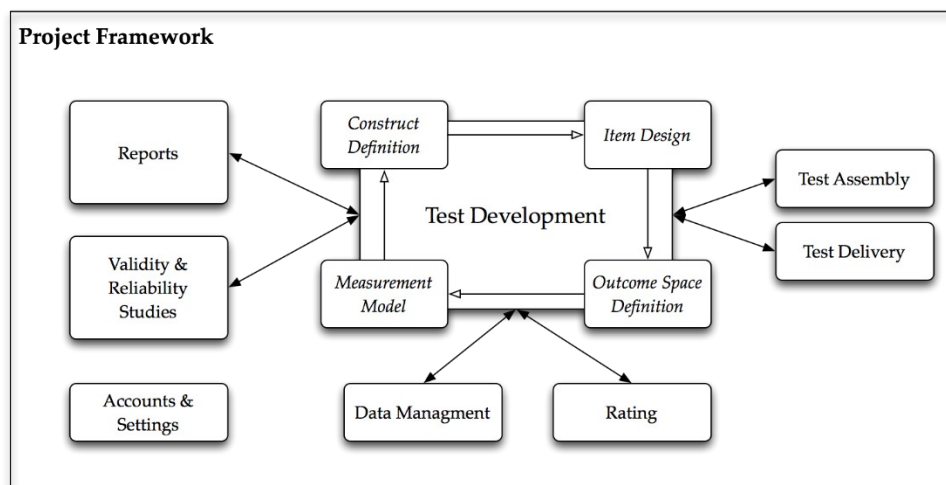 Project Framework
Reports
Construct
Definition
Item Design
Test Assembly
Test Development
Test Delivery
Validity &
Reliability
Studies
Measurement
Model
Outcome Space
Definition
Accounts &
Settings
Data Managment
Rating